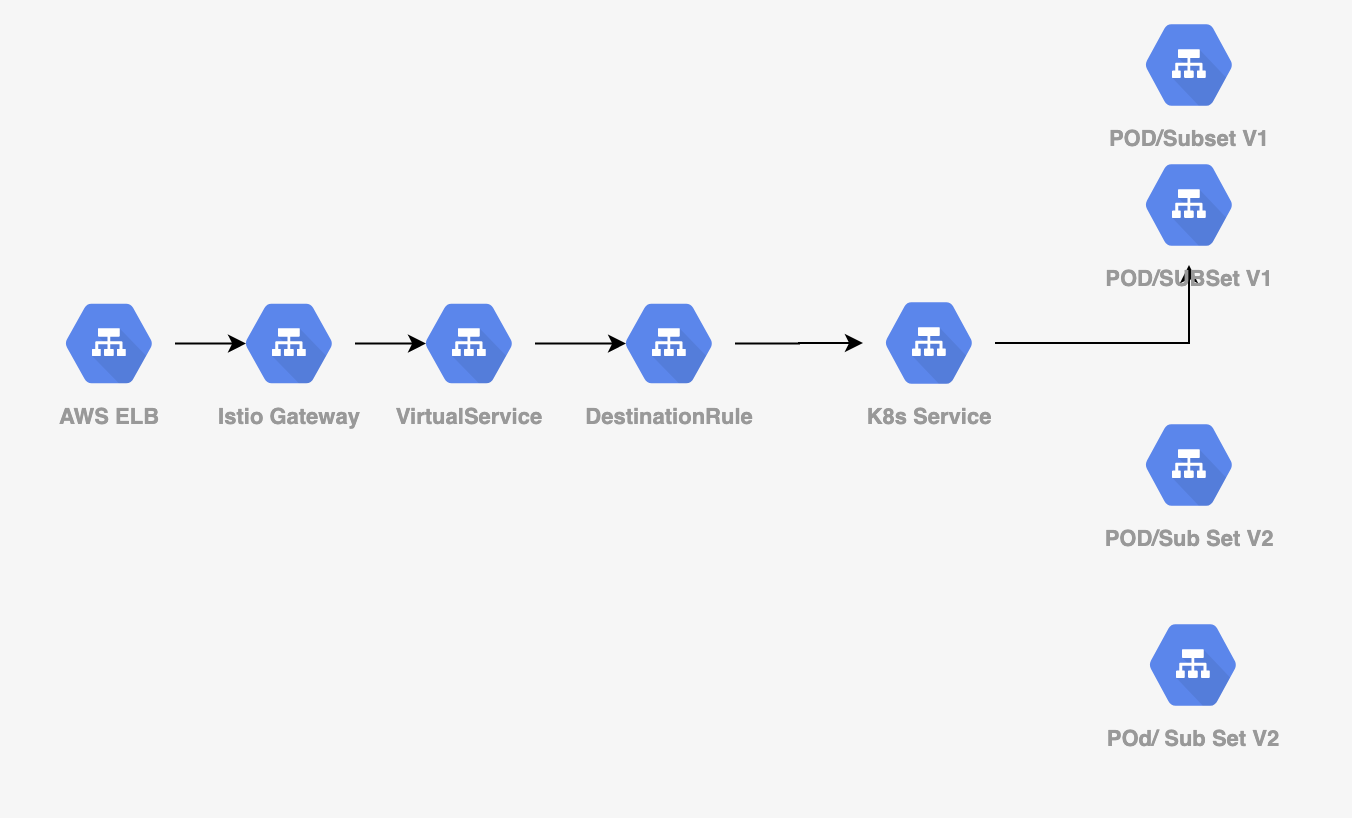 POD/Subset V1
POD/SUBSet V1
AWS ELB
Istio Gateway
VirtualService
DestinationRule
K8s Service
POD/Sub Set V2
POd/ Sub Set V2